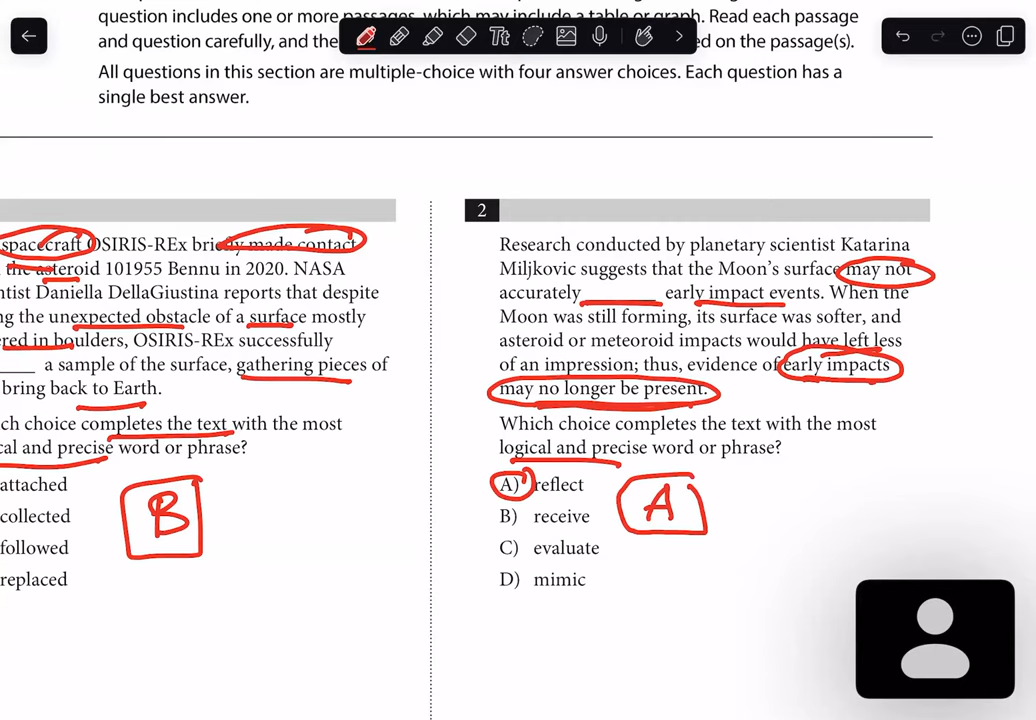 question includes one or more passages, which may include a table or graph. Read each passage
and question carefully, and the
ed on the passage(s).
Tt
All questions in this section are multiple-choice with four answer choices. Each question has a
single best answer.
spacecraft OSIRIS-REx briefly made contact
the asteroid 101955 Bennu in 2020. NASA
ntist Daniella DellaGiustina reports that despite
ng the unexpected obstacle of a surface mostly
ered in boulders, OSIRIS-REx successfully
____ a sample of the surface, gathering pieces of
bring back to Earth.
ch choice completes the text with the most
cal and precise word or phrase?
attached
collected
followed
replaced
B
2
Research conducted by planetary scientist Katarina
Miljkovic suggests that the Moon's surface may not
accurately ______ early impact events. When the
Moon was still forming, its surface was softer, and
asteroid or meteoroid impacts would have left less
of an impression; thus, evidence of early impacts
may no longer be present.
Which choice completes the text with the most
logical and precise word or phrase?
A) reflect
B) receive
C) evaluate
D) mimic
A